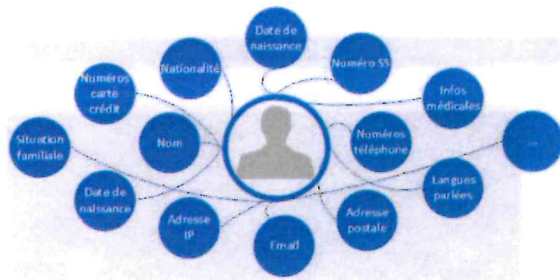 Date de
naissance
Numéro SS
Nationalité
Infos
médicales
Numéros
carte
crédit
Nom
Numéros
téléphone
Situation
familiale
...
Langues
parlées
Date de
naissance
Adresse
IP
Adresse
postale
Email